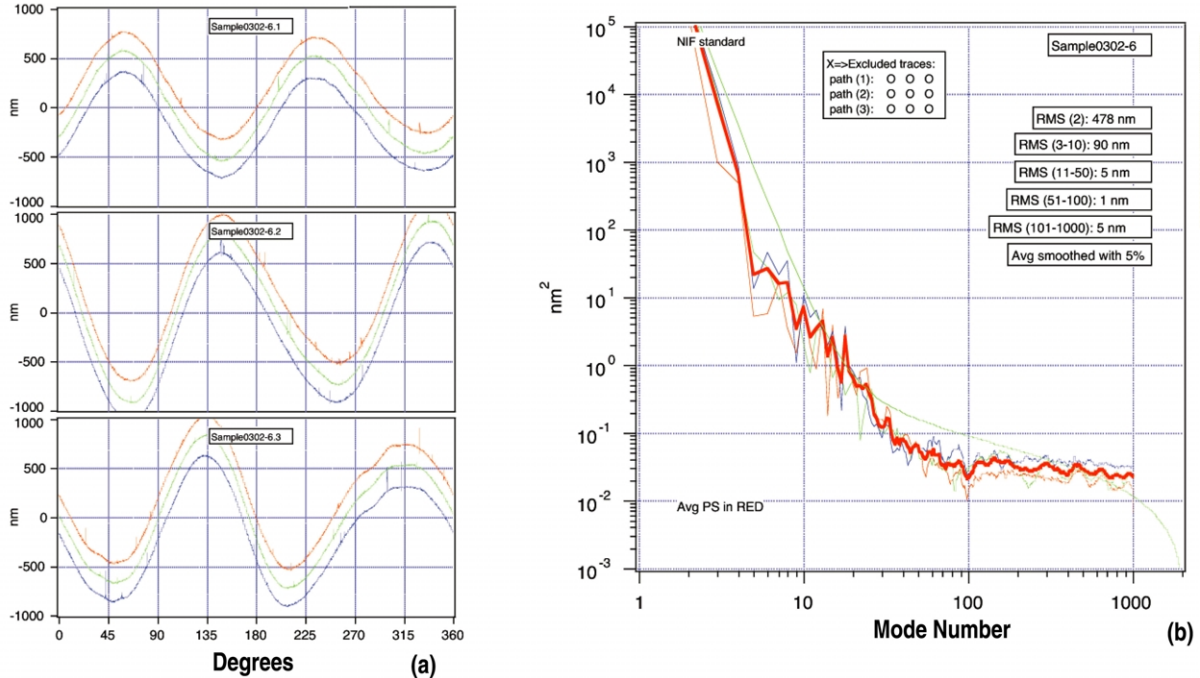 1000
500
0
-500
-1000
nm
Sample0302-6.1
1000
500
0
-500
-1000
nm
Sample0302-6.2
1000
500
0
-500
-1000
nm
Sample0302-6.3
0 45 90 135 180 225 270 315 360
Degrees
(a)
10^5
10^4
10^3
10^2
10^1
10^0
10^-1
10^-2
10^-3
nm^2
NIF standard
X=>Excluded traces:
path (1): O O O
path (2): O O O
path (3): O O O
Sample0302-6
RMS (2): 478 nm
RMS (3-10): 90 nm
RMS (11-50): 5 nm
RMS (51-100): 1 nm
RMS (101-1000): 5 nm
Avg smoothed with 5%
Avg PS in RED
1 10 100 1000
Mode Number
(b)